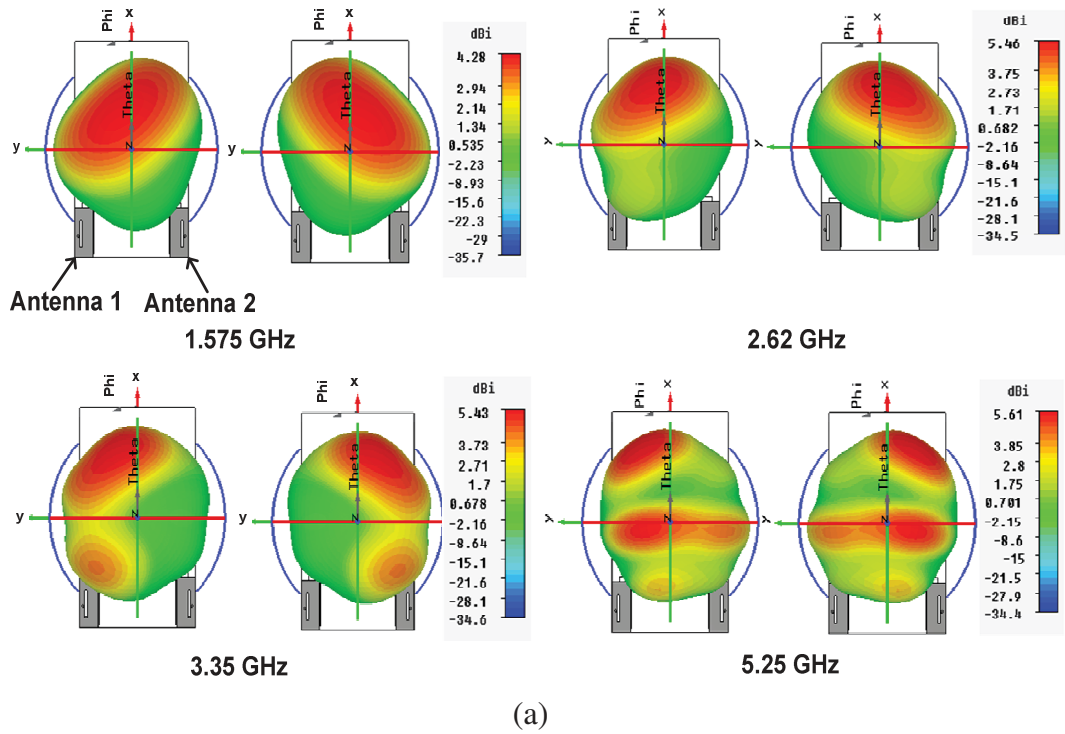 Phi x
Theta
y
z
Phi x
Theta
y
z
dBi
4.28
2.94
2.14
1.34
0.535
-2.23
-8.93
-15.6
-22.3
-29
-35.7
Antenna 1
Antenna 2
1.575 GHz
Phi x
Theta
y
z
Phi x
Theta
y
z
dBi
5.46
3.75
2.73
1.71
0.682
-2.16
-8.64
-15.1
-21.6
-28.1
-34.5
2.62 GHz
Phi x
Theta
y
z
Phi x
Theta
y
z
dBi
5.43
3.73
2.71
1.7
0.678
-2.16
-8.64
-15.1
-21.6
-28.1
-34.6
3.35 GHz
Phi x
Theta
y
z
Phi x
Theta
y
z
dBi
5.61
3.85
2.8
1.75
0.701
-2.15
-8.6
-15
-21.5
-27.9
-34.4
5.25 GHz
(a)